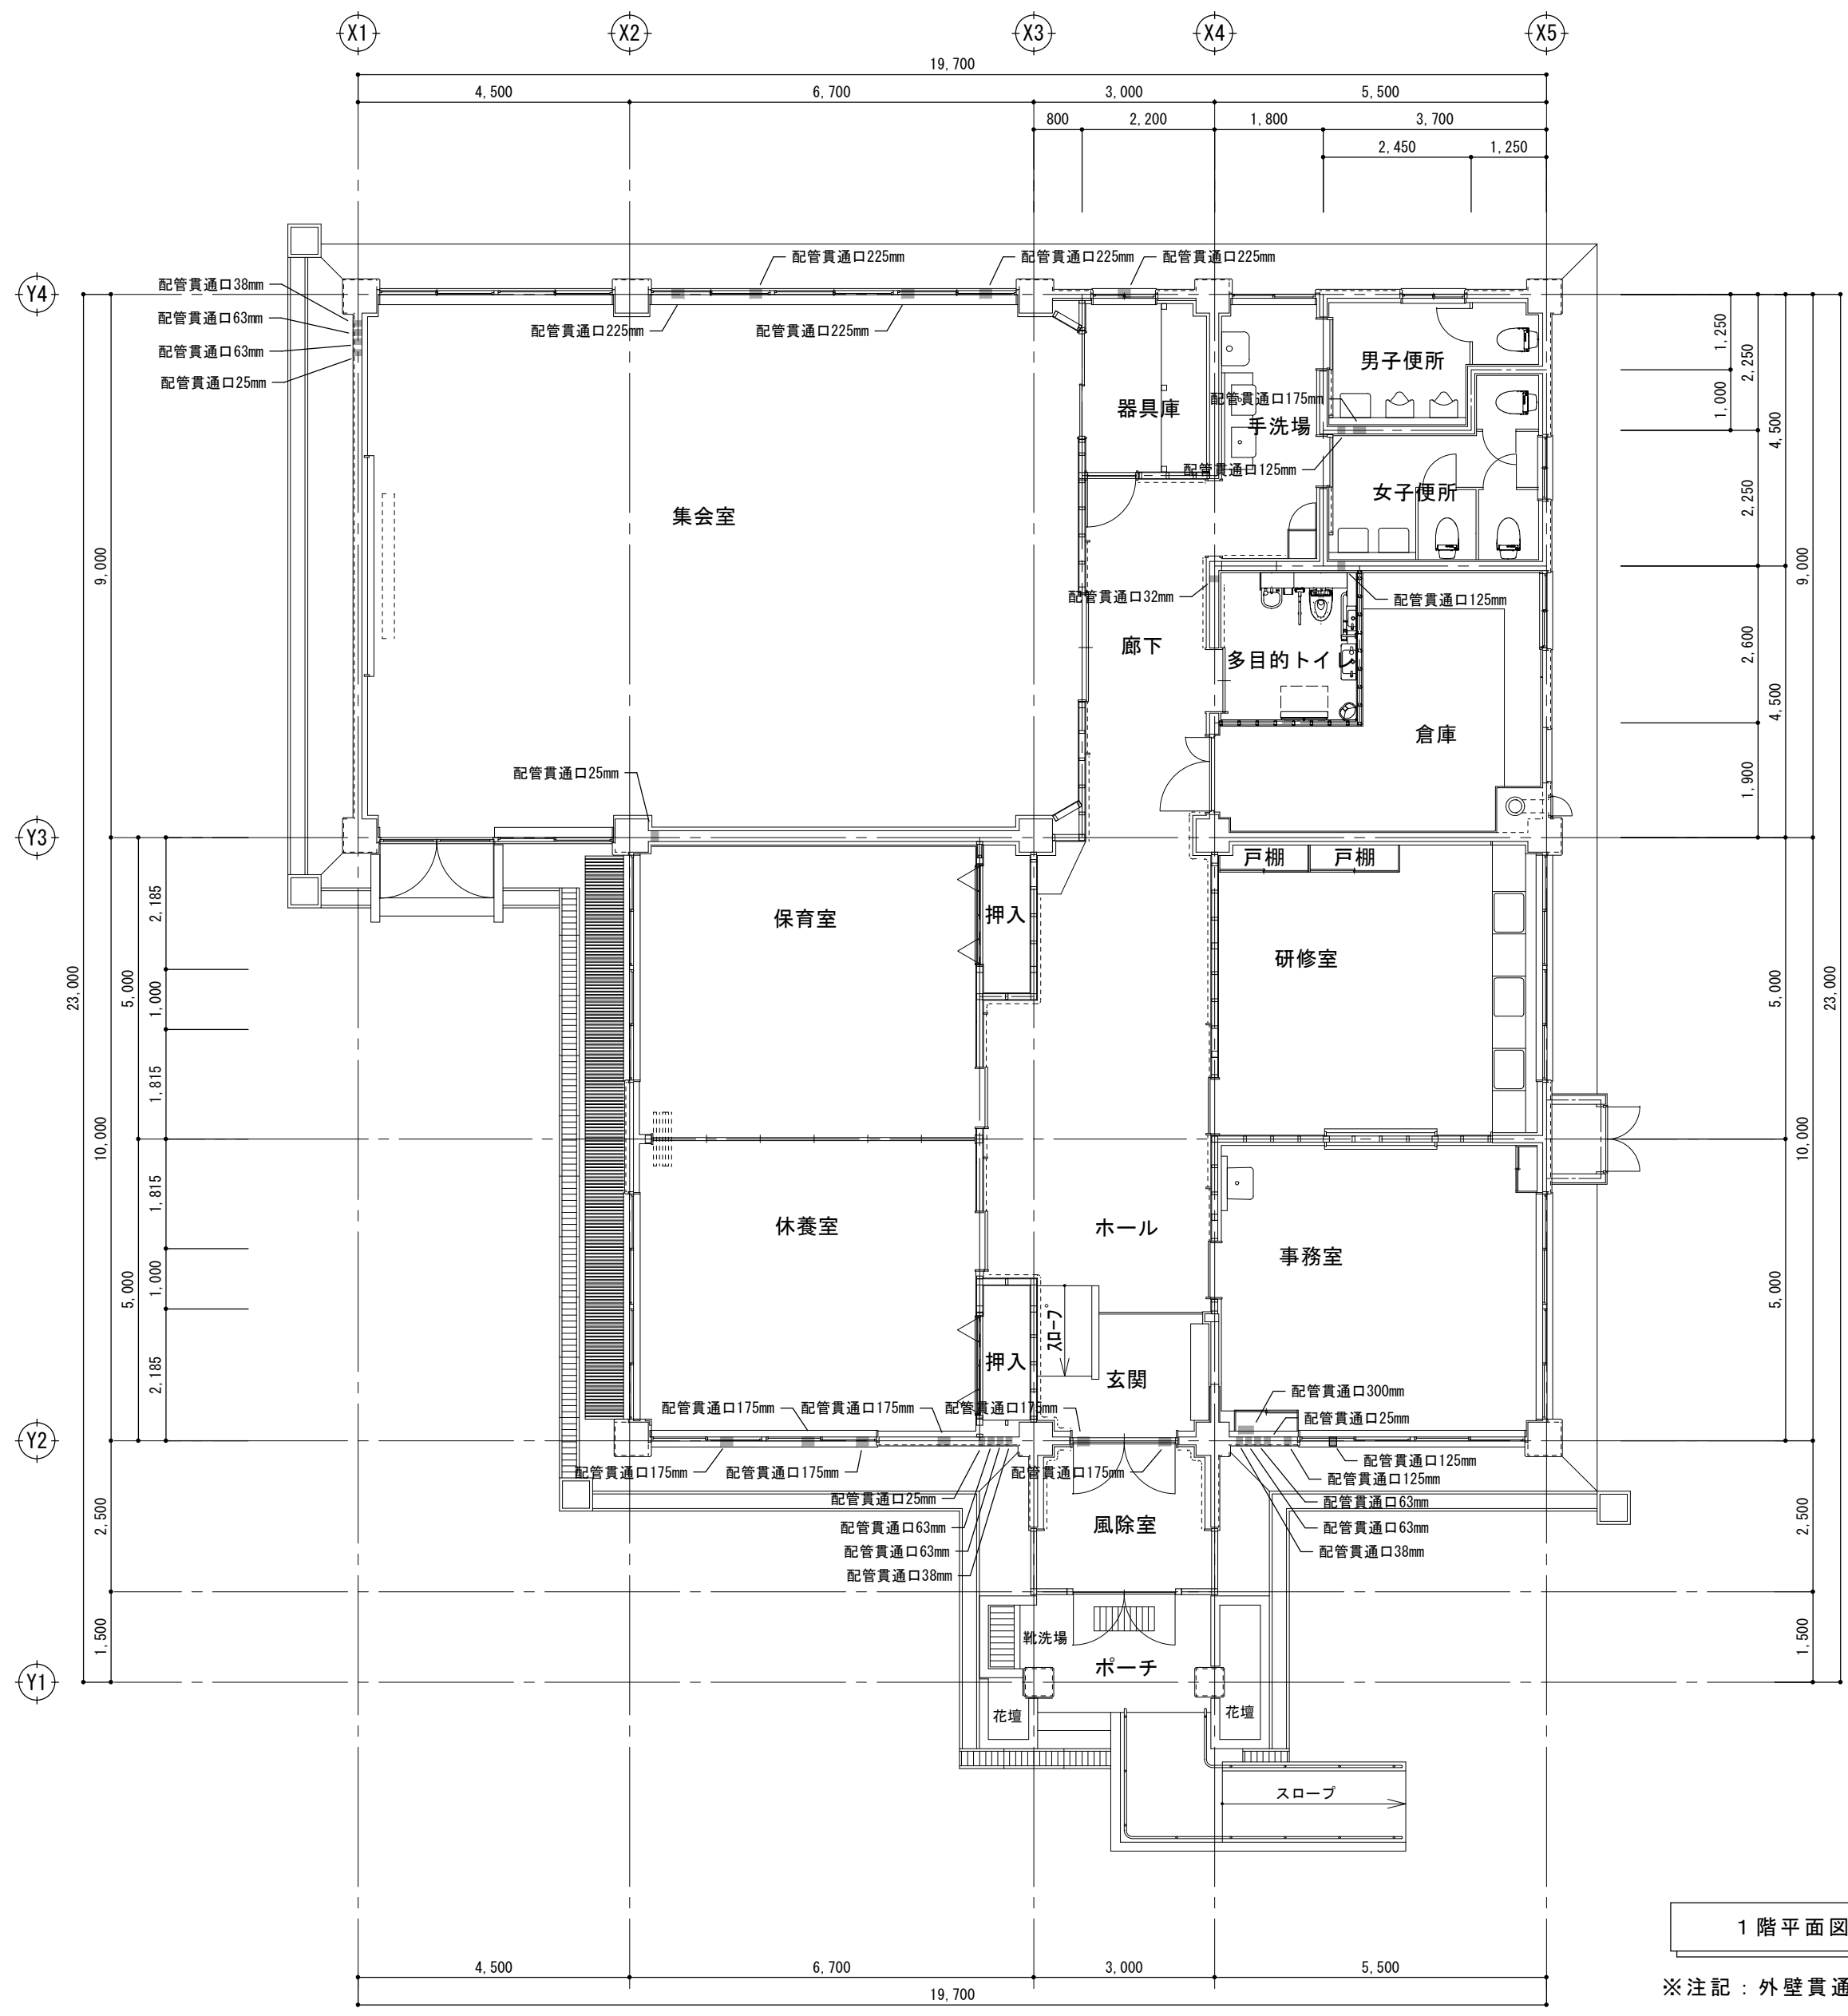 X1
X2
X3
X4
X5
19,700
4,500
6,700
3,000
5,500
800
2,200
1,800
3,700
2,450
1,250
配管貫通口225mm
配管貫通口225mm
配管貫通口225mm
Y4
配管貫通口38mm
配管貫通口63mm
配管貫通口63mm
配管貫通口25mm
配管貫通口225mm
配管貫通口225mm
男子便所
器具庫
配管貫通口175mm
手洗場
配管貫通口125mm
女子便所
集会室
1,250
1,000
2,250
2,250
4,500
9,000
9,000
配管貫通口32mm
配管貫通口125mm
廊下
多目的トイレ
倉庫
2,600
4,500
1,900
配管貫通口25mm
Y3
戸棚
戸棚
保育室
押入
研修室
2,185
1,000
1,815
5,000
23,000
10,000
1,815
1,000
2,185
5,000
5,000
23,000
10,000
5,000
休養室
ホール
事務室
スロープ
押入
玄関
配管貫通口300mm
配管貫通口175mm
配管貫通口175mm
配管貫通口175mm
配管貫通口25mm
Y2
配管貫通口175mm
配管貫通口175mm
配管貫通口175mm
配管貫通口125mm
配管貫通口125mm
配管貫通口25mm
配管貫通口63mm
配管貫通口63mm
配管貫通口63mm
配管貫通口63mm
配管貫通口38mm
配管貫通口38mm
風除室
2,500
2,500
1,500
1,500
靴洗場
ポーチ
Y1
花壇
花壇
スロープ
1階平面図
4,500
6,700
3,000
5,500
19,700
※注記：外壁貫通